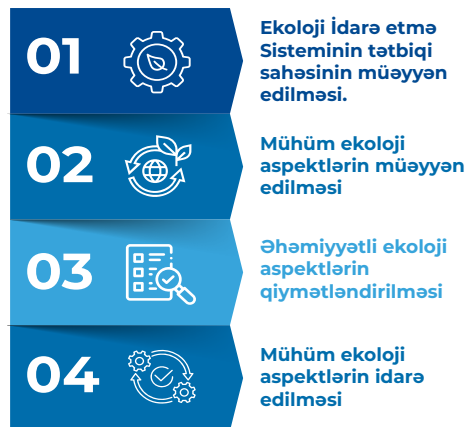 01
Ekoloji İdarə etmə
Sisteminin tətbiqi
sahəsinin müəyyən
edilməsi.
02
Mühüm ekoloji
aspektlərin müəyyən
edilməsi
03
Əhəmiyyətli ekoloji
aspektlərin
qiymətləndirilməsi
04
Mühüm ekoloji
aspektlərin idarə
edilməsi